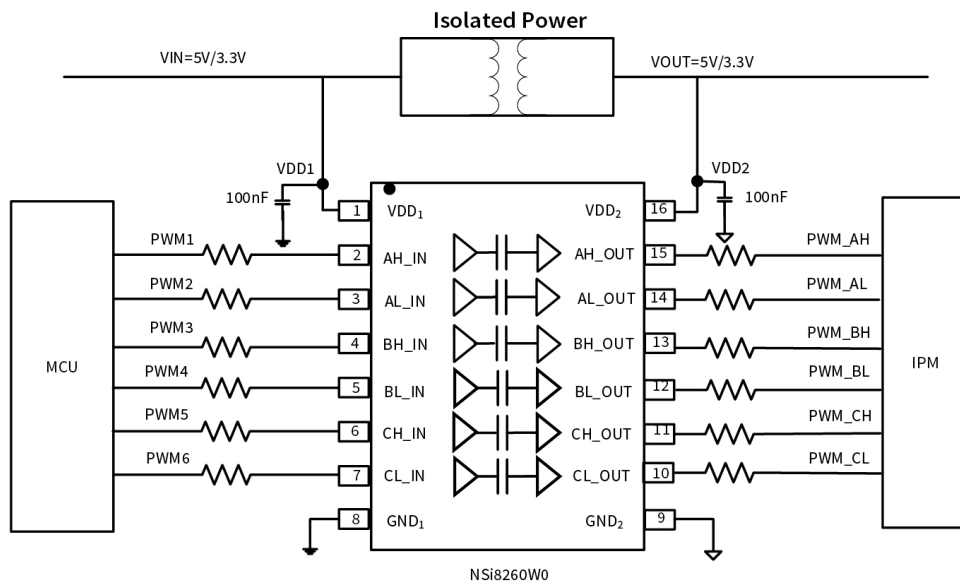 Isolated Power
VIN=5V/3.3V
VOUT=5V/3.3V
VDD1
VDD2
100nF
100nF
1 VDD₁ VDD₂ 16
PWM1 2 AH_IN AH_OUT 15 PWM_AH
PWM2 3 AL_IN AL_OUT 14 PWM_AL
PWM3 4 BH_IN BH_OUT 13 PWM_BH
MCU
IPM
PWM4 5 BL_IN BL_OUT 12 PWM_BL
PWM5 6 CH_IN CH_OUT 11 PWM_CH
PWM6 7 CL_IN CL_OUT 10 PWM_CL
8 GND₁ GND₂ 9
NSi8260W0